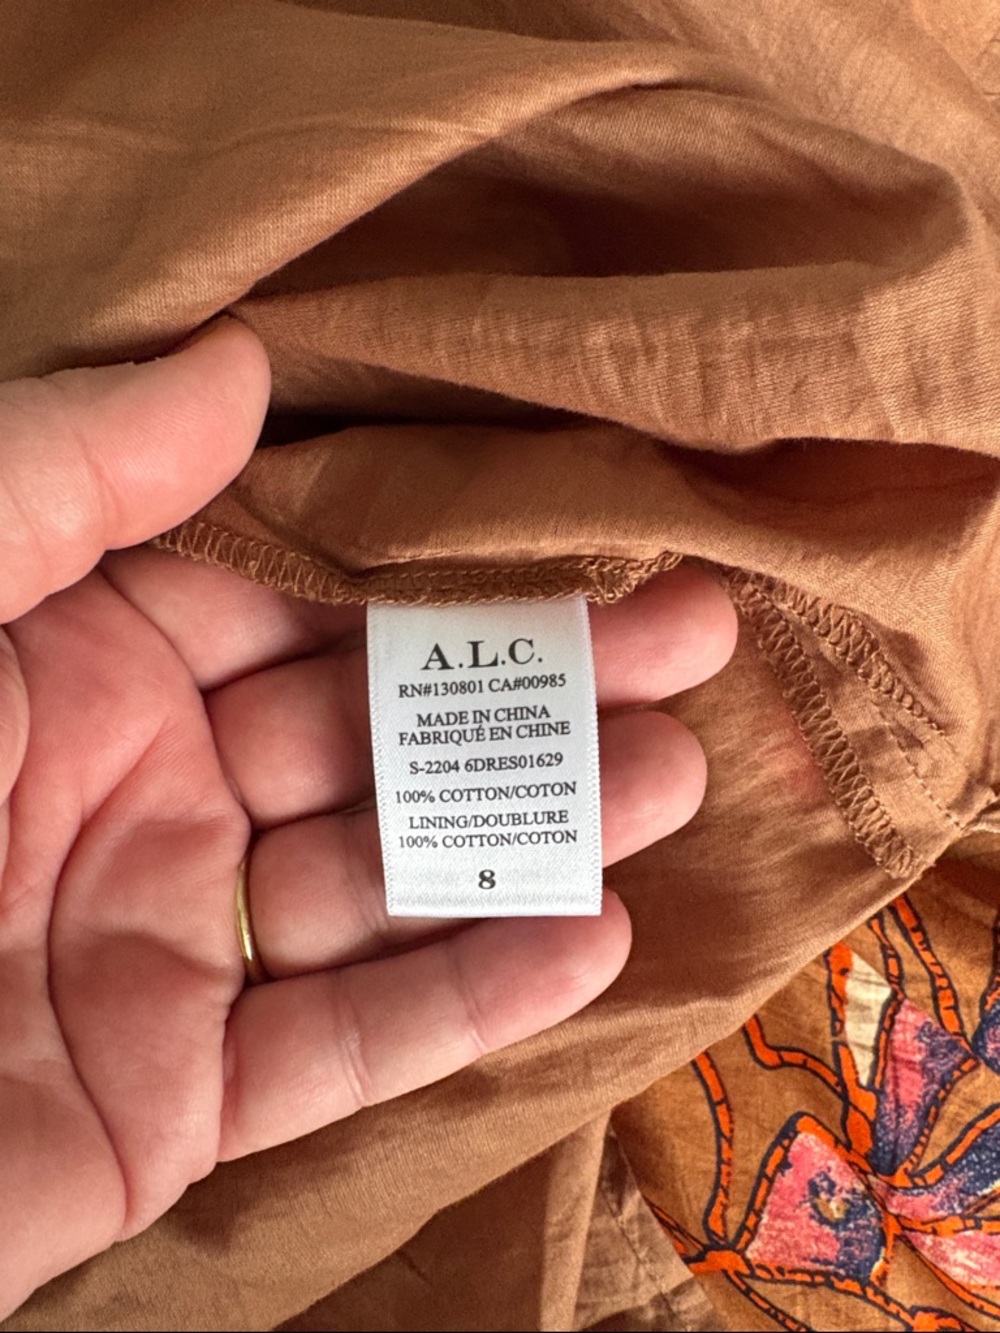 A.L.C.
RN#130801 CA#00985
MADE IN CHINA
FABRIQUÉ EN CHINE
S-2204 6DRES01629
100% COTTON/COTON
LINING/DOUBLURE
100% COTTON/COTON
8